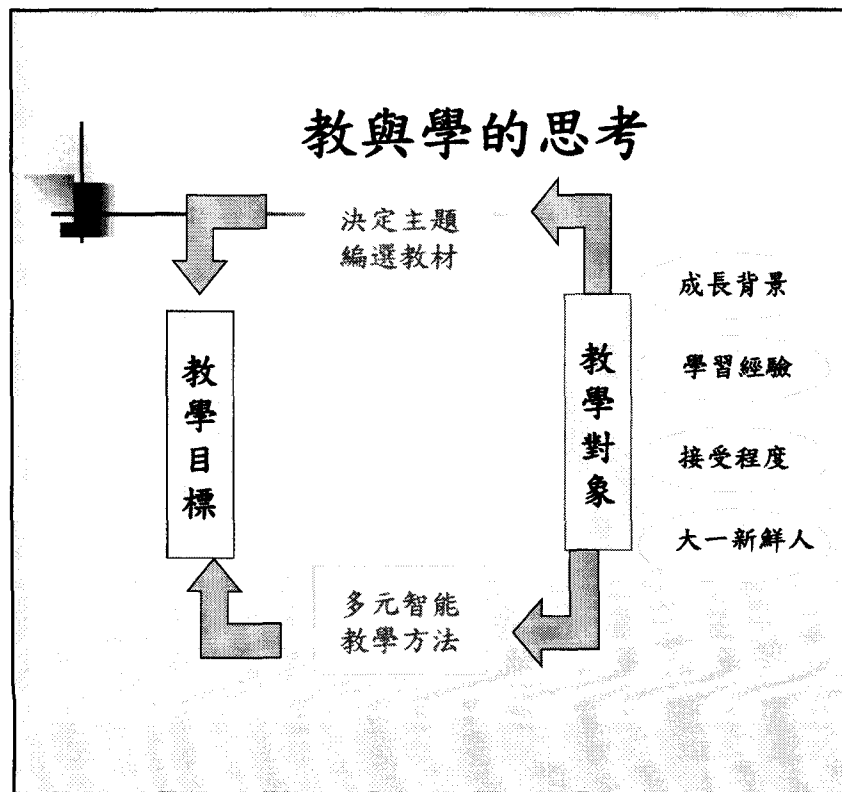 教與學的思考
決定主題
編選教材
教學目標
教學對象
成長背景
學習經驗
接受程度
大一新鮮人
多元智能
教學方法